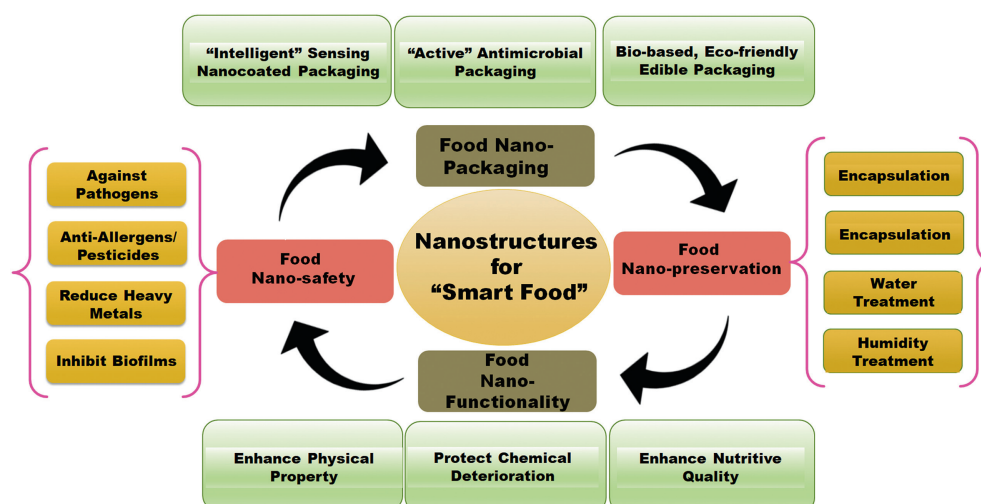 “Intelligent” Sensing
Nanocoated Packaging
“Active” Antimicrobial
Packaging
Bio-based, Eco-friendly
Edible Packaging
Food Nano-
Packaging
Against
Pathogens
Anti-Allergens/
Pesticides
Reduce Heavy
Metals
Inhibit Biofilms
Food
Nano-safety
Nanostructures
for
“Smart Food”
Food
Nano-preservation
Encapsulation
Encapsulation
Water
Treatment
Humidity
Treatment
Food
Nano-
Functionality
Enhance Physical
Property
Protect Chemical
Deterioration
Enhance Nutritive
Quality